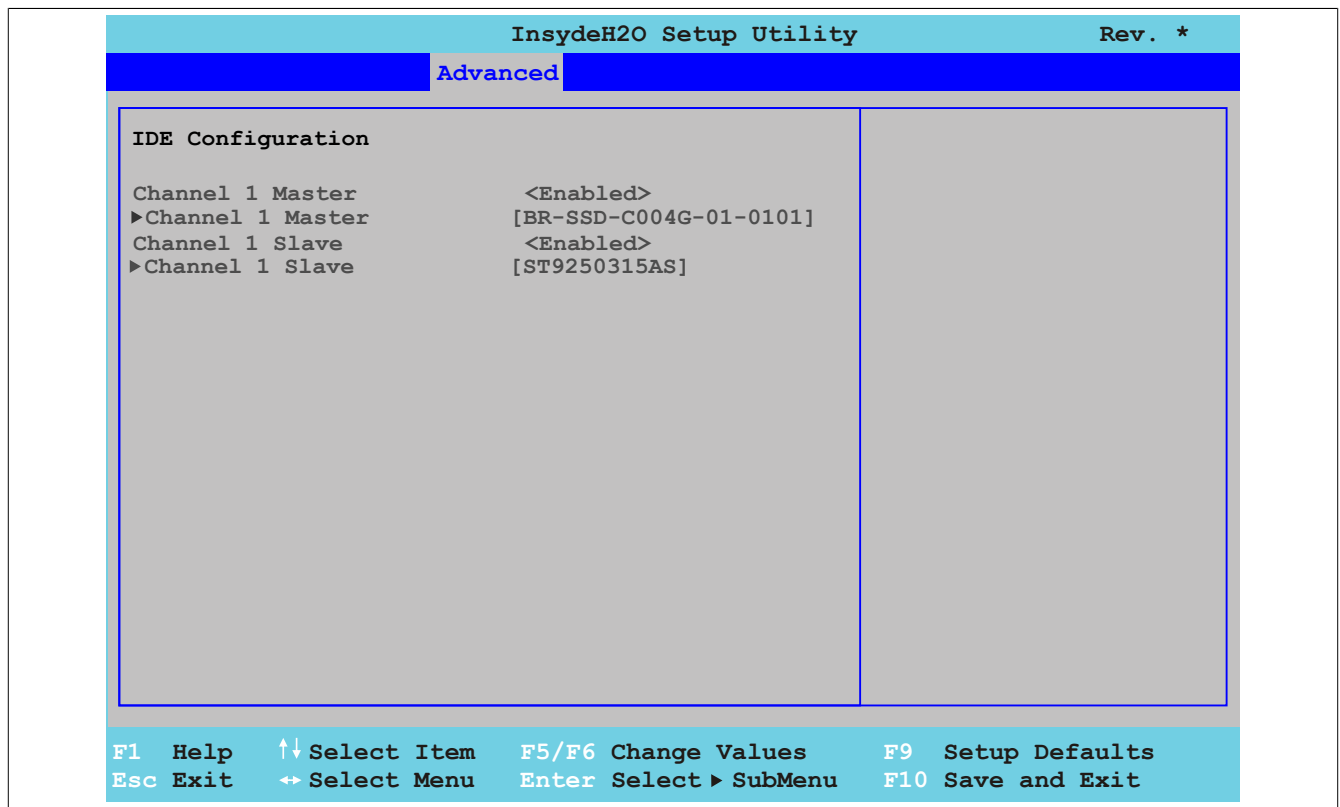 InsydeH2O Setup Utility Rev. *
Advanced
IDE Configuration
Channel 1 Master <Enabled>
▶Channel 1 Master [BR-SSD-C004G-01-0101]
Channel 1 Slave <Enabled>
▶Channel 1 Slave [ST9250315AS]
F1 Help ↑↓ Select Item F5/F6 Change Values F9 Setup Defaults
Esc Exit ↔ Select Menu Enter Select ▶ SubMenu F10 Save and Exit